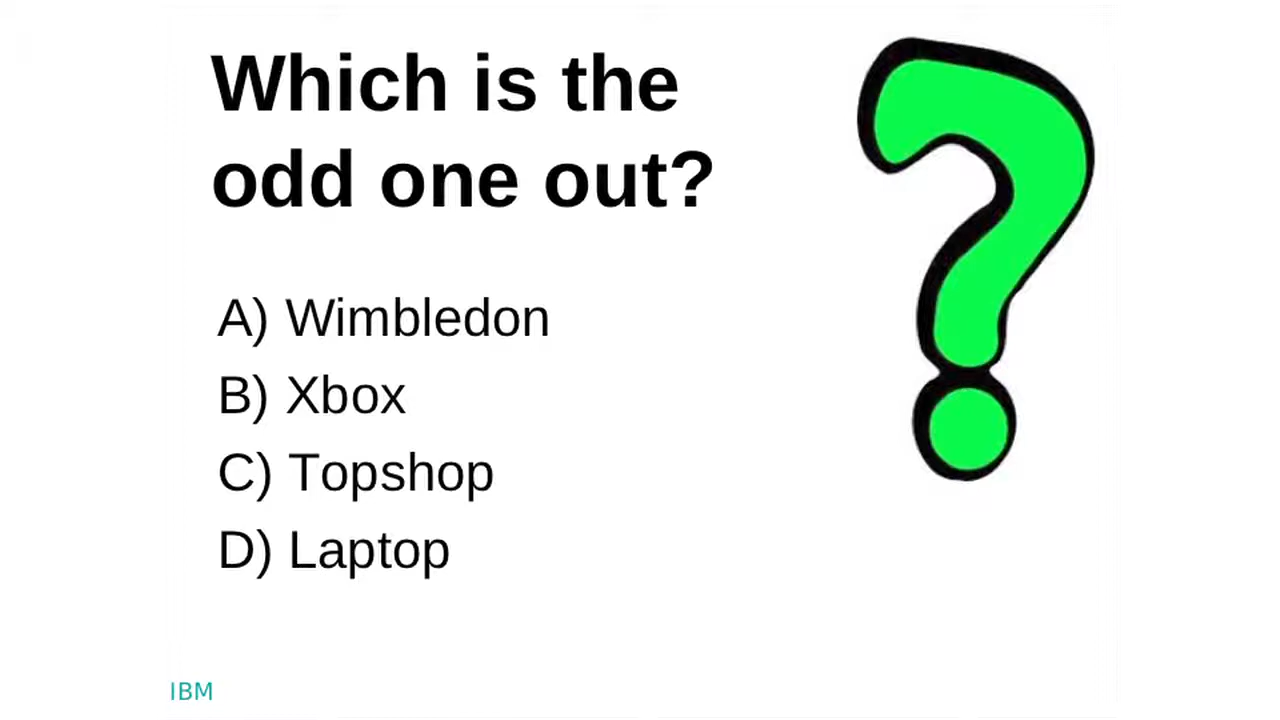 Which is the
odd one out?
A) Wimbledon
B) Xbox
C) Topshop
D) Laptop
IBM